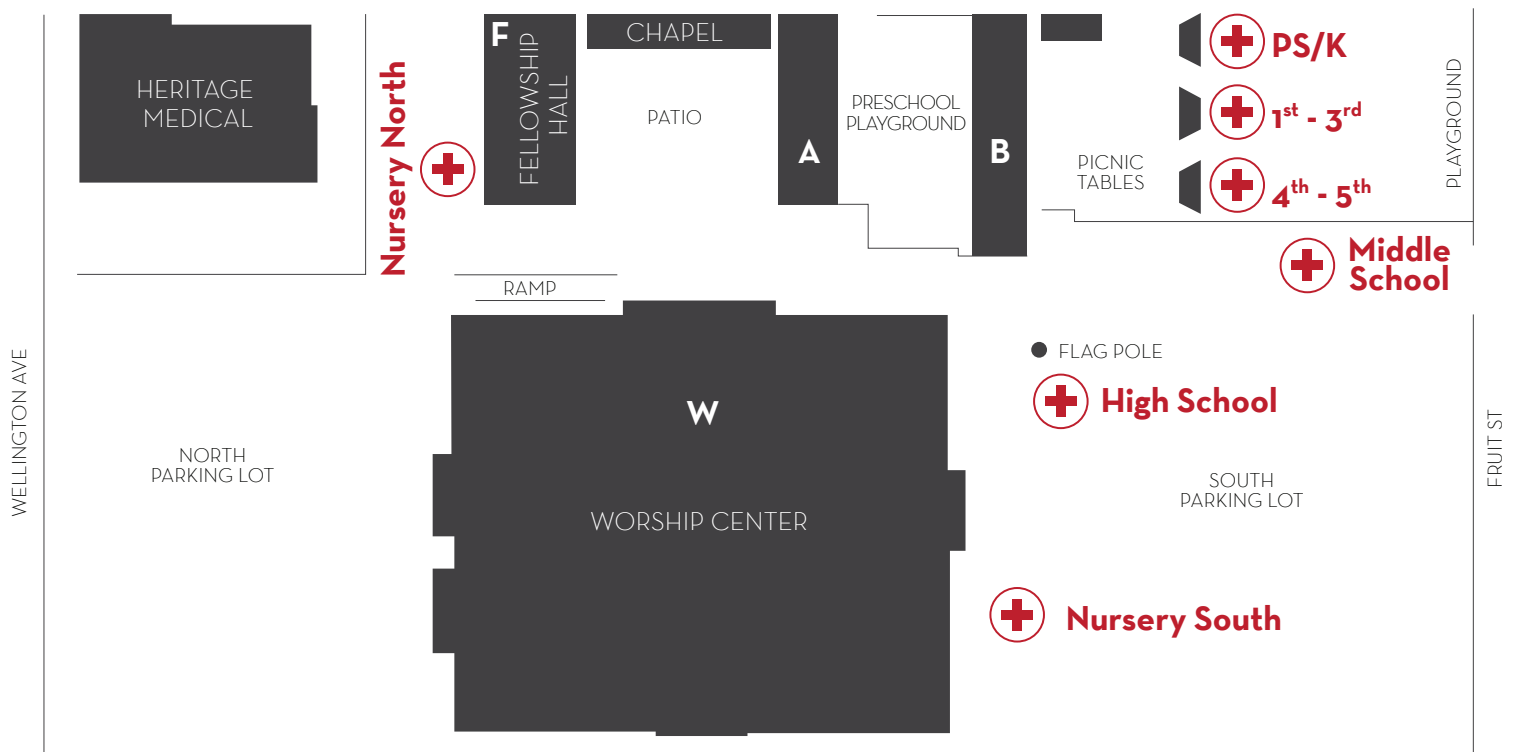 HERITAGE
MEDICAL
Nursery North
F
FELLOWSHIP
HALL
CHAPEL
PATIO
A
PRESCHOOL
PLAYGROUND
B
PICNIC
TABLES
PS/K
1st - 3rd
4th - 5th
PLAYGROUND
Middle
School
RAMP
FLAG POLE
High School
W
WELLINGTON AVE
NORTH
PARKING LOT
WORSHIP CENTER
SOUTH
PARKING LOT
FRUIT ST
Nursery South